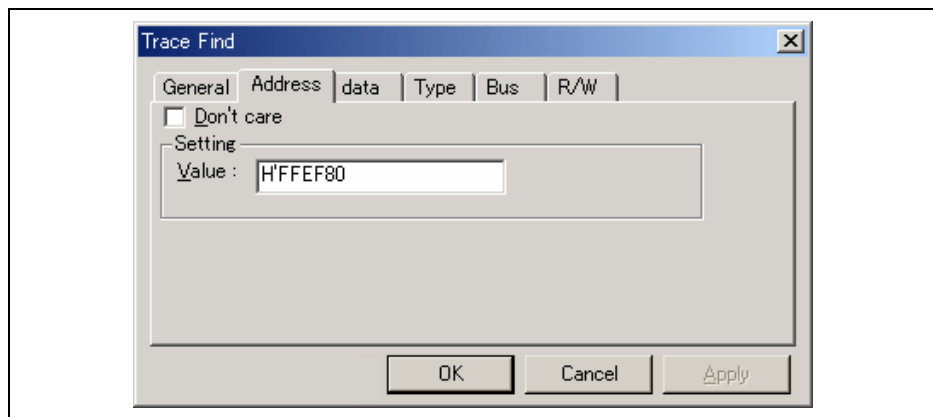 Trace Find
General Address data Type Bus R/W
Don't care
Setting
Value : H'FFEF80
OK Cancel Apply